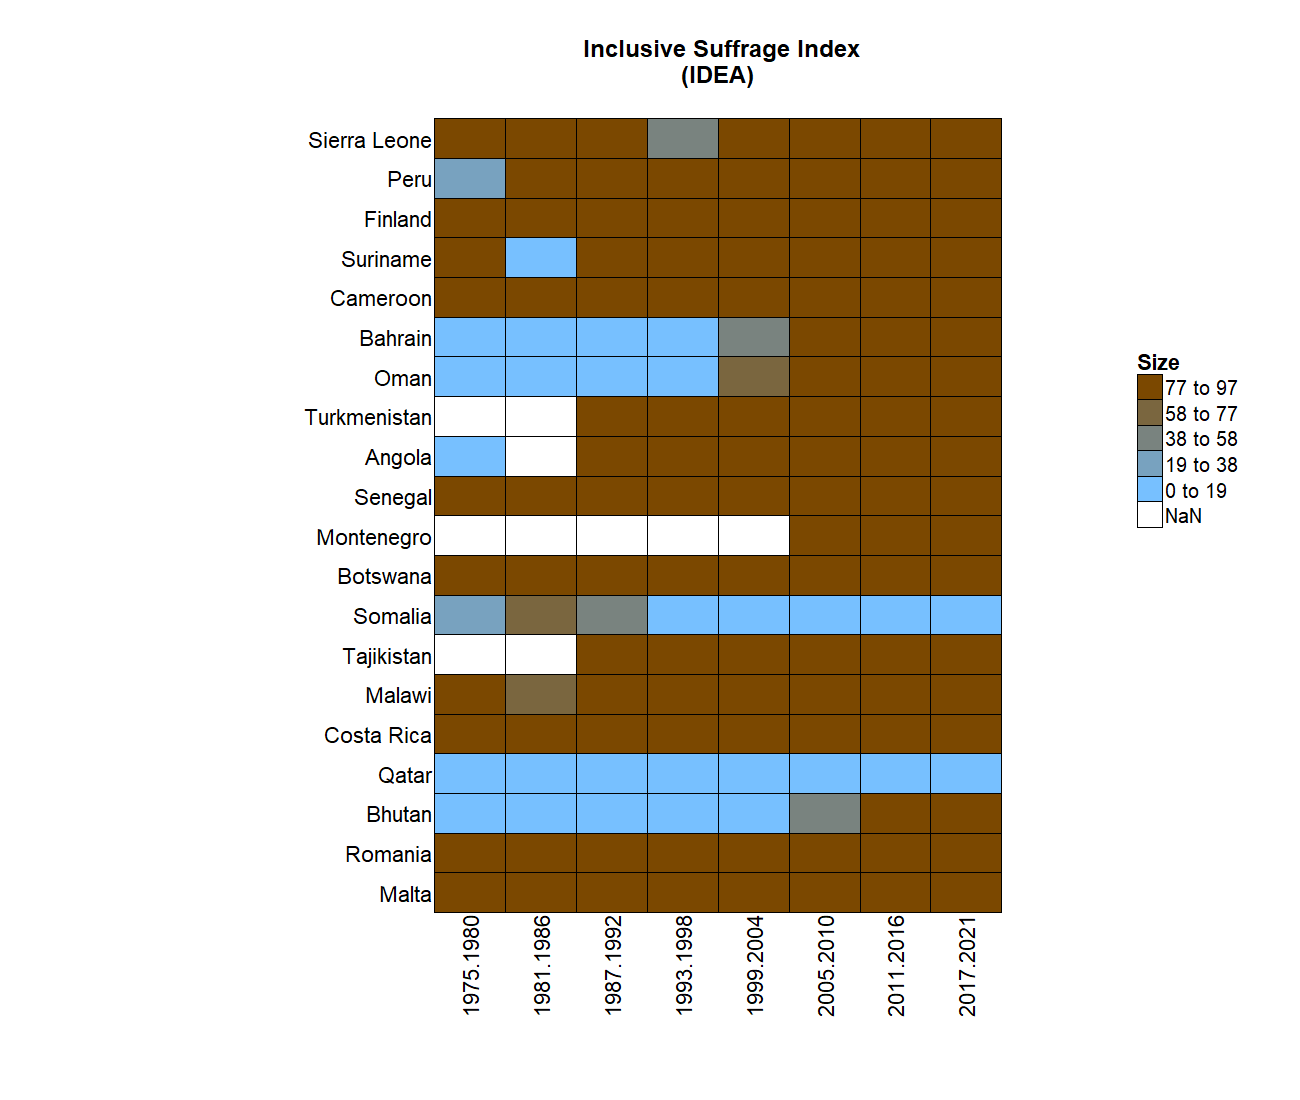 Inclusive Suffrage Index
(IDEA)
Sierra Leone
Peru
Finland
Suriname
Cameroon
Bahrain
Oman
Turkmenistan
Angola
Senegal
Montenegro
Botswana
Somalia
Tajikistan
Malawi
Costa Rica
Qatar
Bhutan
Romania
Malta
1975.1980
1981.1986
1987.1992
1993.1998
1999.2004
2005.2010
2011.2016
2017.2021
Size
77 to 97
58 to 77
38 to 58
19 to 38
0 to 19
NaN